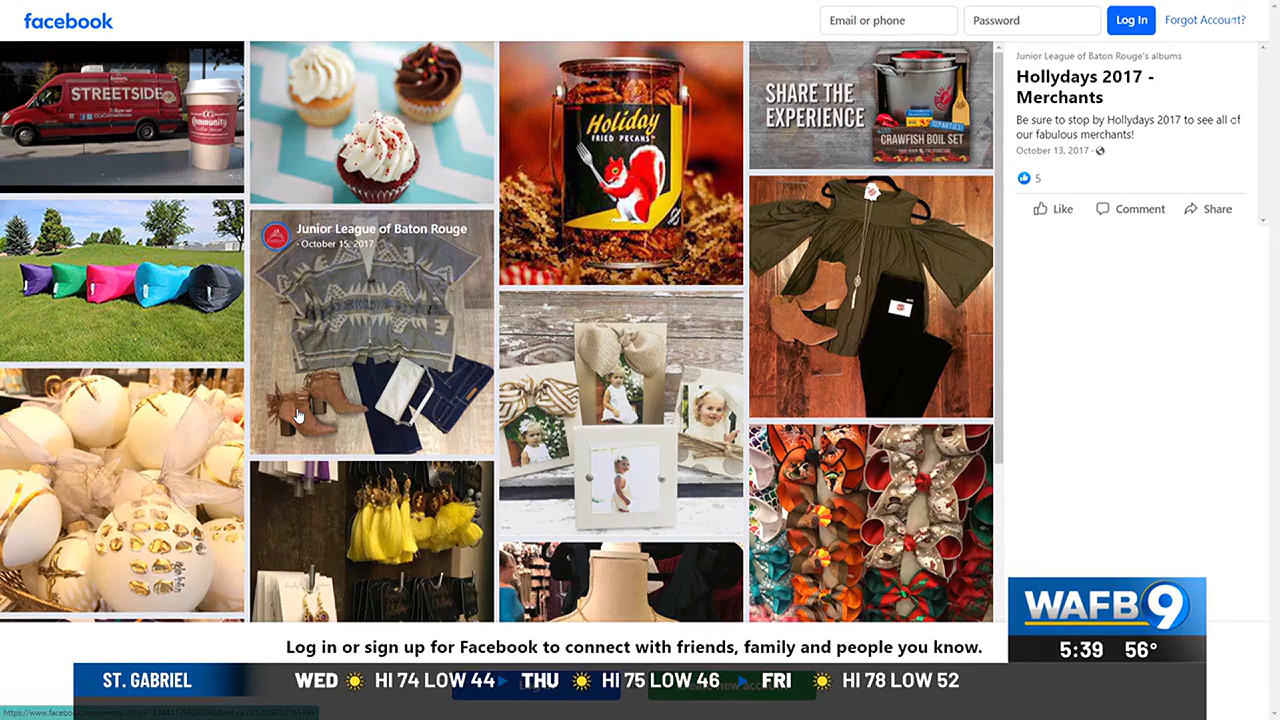 facebook
Email or phone
Password
Log In
Forgot Account?
STREETSIDE
Community
Holiday
FRIED PECANS
SHARE THE
EXPERIENCE
CRAWFISH BOIL SET
Junior League of Baton Rouge's albums
Hollydays 2017 -
Merchants
Be sure to stop by Hollydays 2017 to see all of
our fabulous merchants!
October 13, 2017 ·
5
Like
Comment
Share
Junior League of Baton Rouge
· October 15, 2017
WAFB 9
5:39 56°
Log in or sign up for Facebook to connect with friends, family and people you know.
ST. GABRIEL
WED HI 74 LOW 44 THU HI 75 LOW 46 FRI HI 78 LOW 52